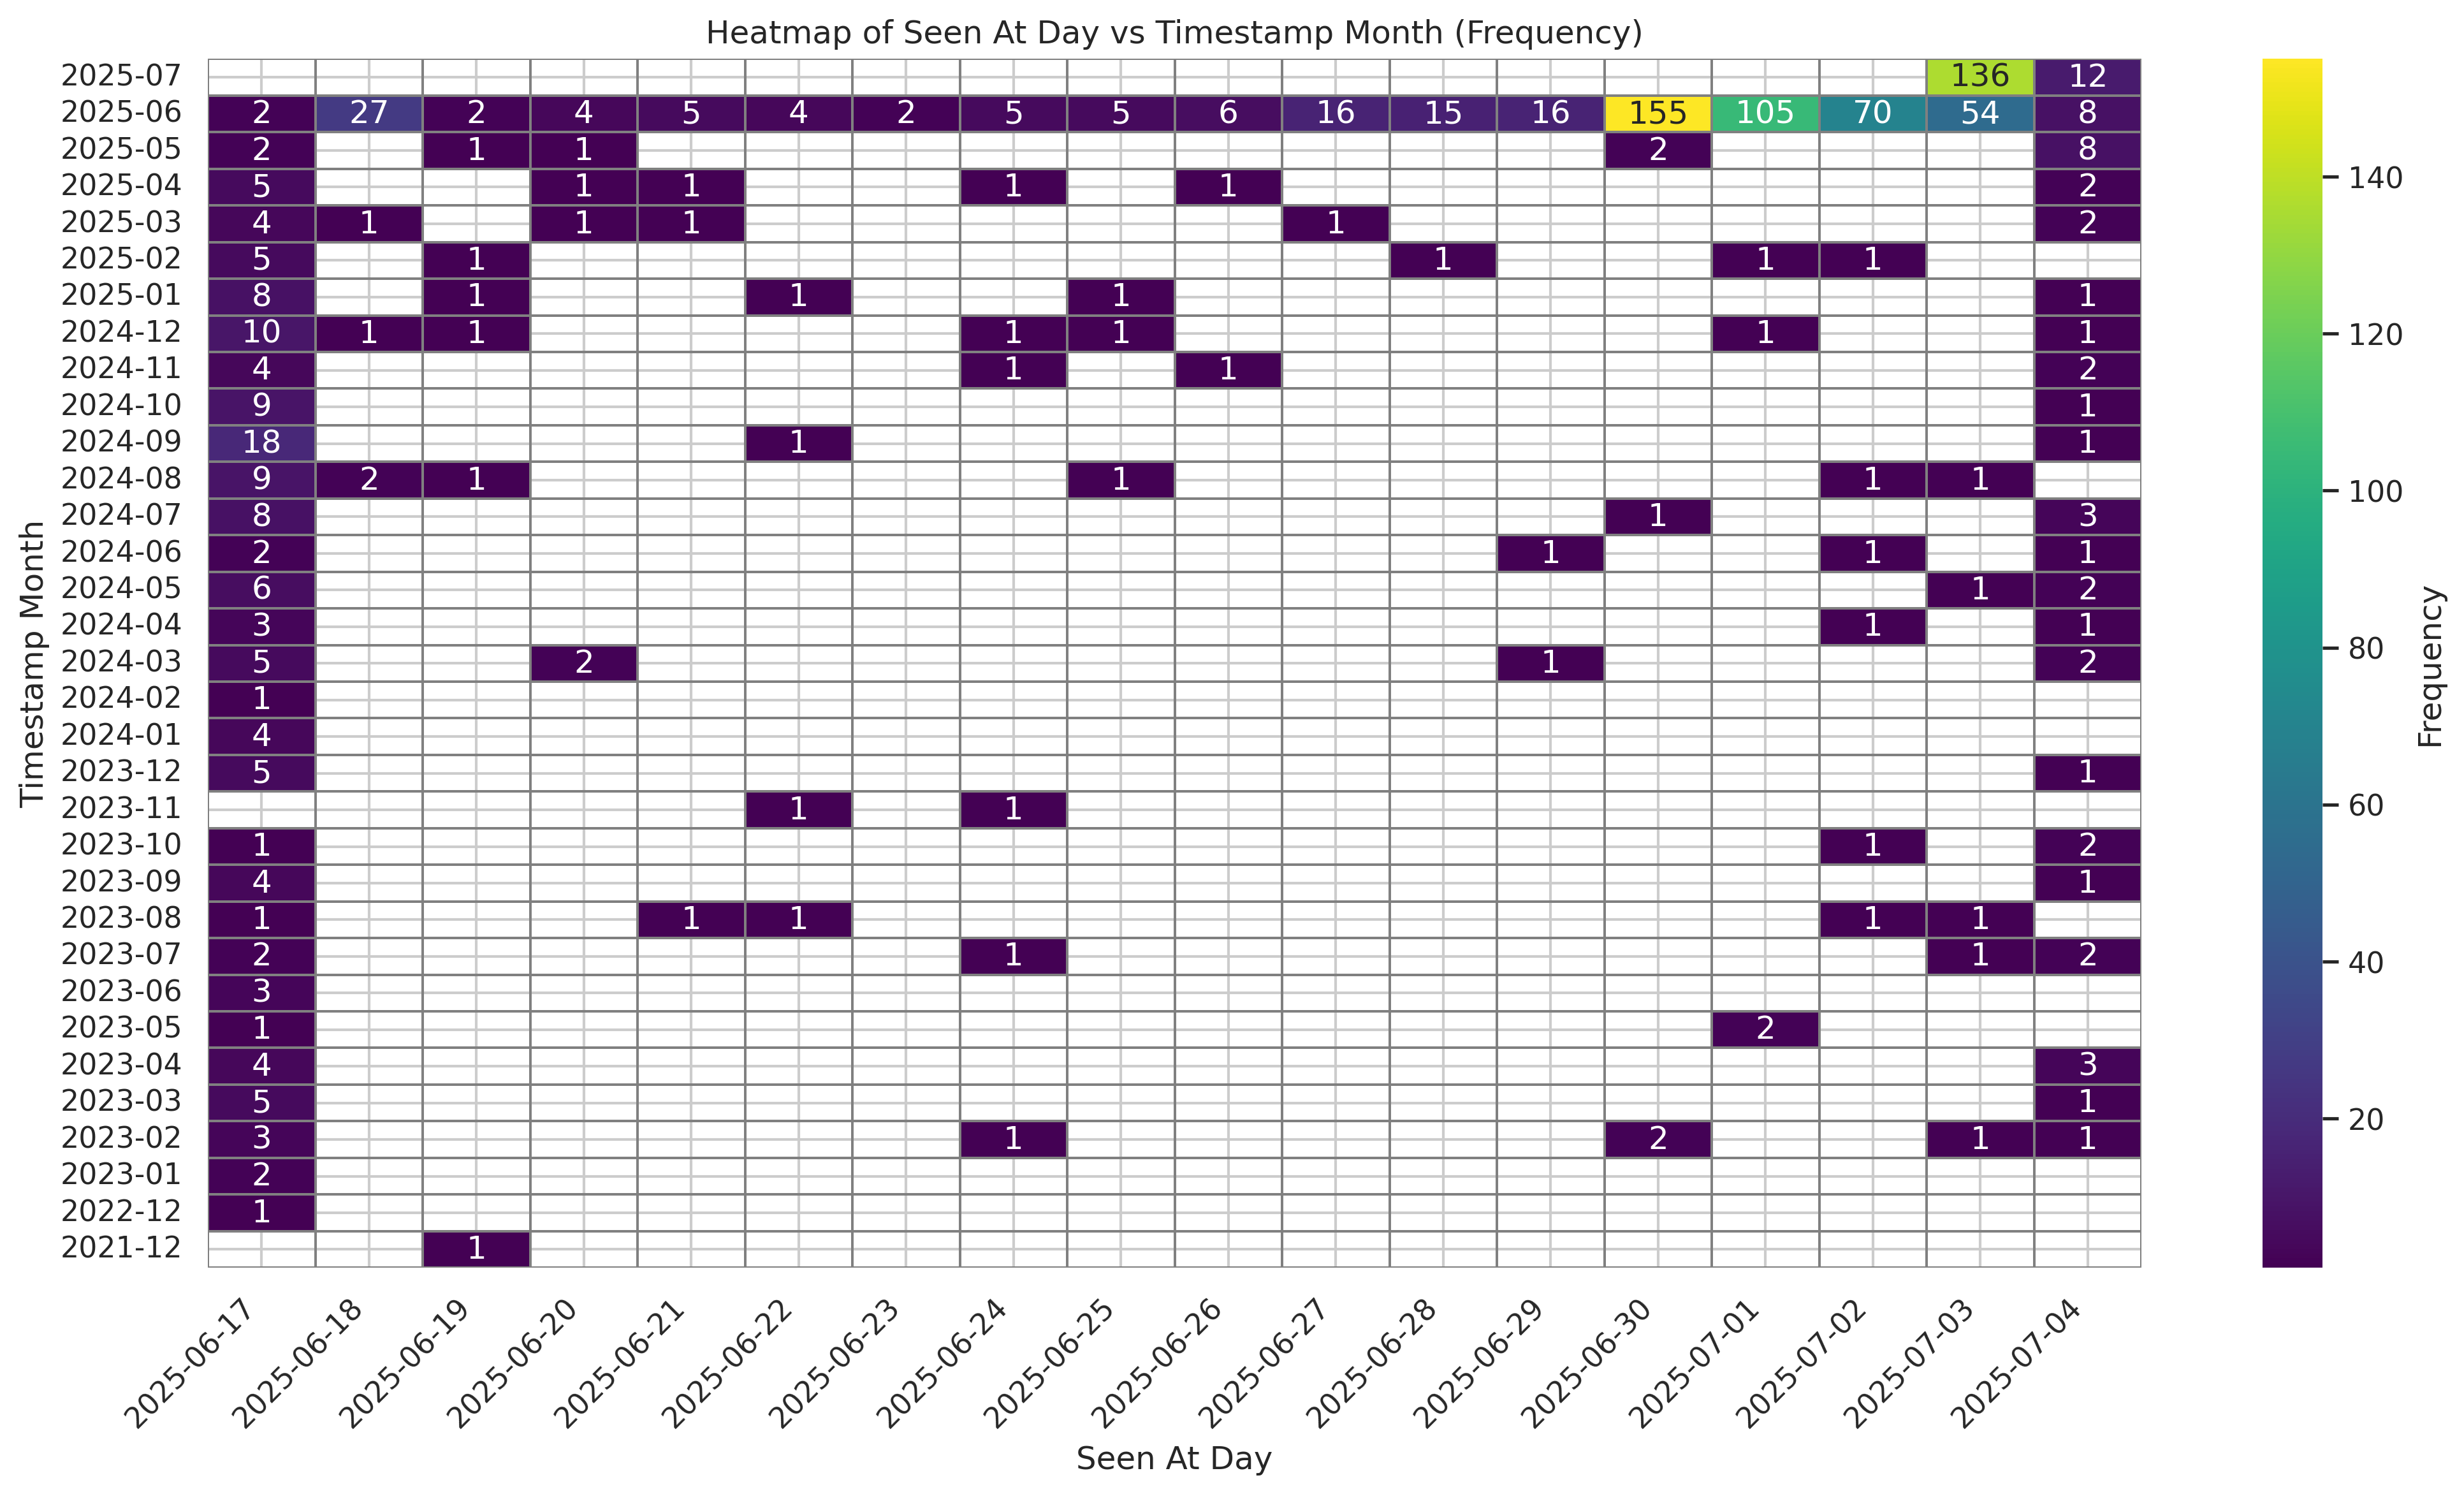 Heatmap of Seen At Day vs Timestamp Month (Frequency)
2025-07 136 12
2025-06 2 27 2 4 5 4 2 5 5 6 16 15 16 155 105 70 54 8
2025-05 2 1 1 2 8
2025-04 5 1 1 1 1 2
2025-03 4 1 1 1 1 2
2025-02 5 1 1 1 1
2025-01 8 1 1 1 1
2024-12 10 1 1 1 1 1 1
2024-11 4 1 1 2
2024-10 9 1
2024-09 18 1 1
2024-08 9 2 1 1 1 1
2024-07 8 1 3
2024-06 2 1 1 1
2024-05 6 1 2
2024-04 3 1 1
2024-03 5 2 1 2
2024-02 1
2024-01 4
2023-12 5 1
2023-11 1 1
2023-10 1 1 2
2023-09 4 1
2023-08 1 1 1 1 1
2023-07 2 1 1 2
2023-06 3
2023-05 1 2
2023-04 4 3
2023-03 5 1
2023-02 3 1 2 1 1
2023-01 2
2022-12 1
2021-12 1
Timestamp Month
2025-06-17 2025-06-18 2025-06-19 2025-06-20 2025-06-21 2025-06-22 2025-06-23 2025-06-24 2025-06-25 2025-06-26 2025-06-27 2025-06-28 2025-06-29 2025-06-30 2025-07-01 2025-07-02 2025-07-03 2025-07-04
Seen At Day
140
120
100
80
60
40
20
Frequency